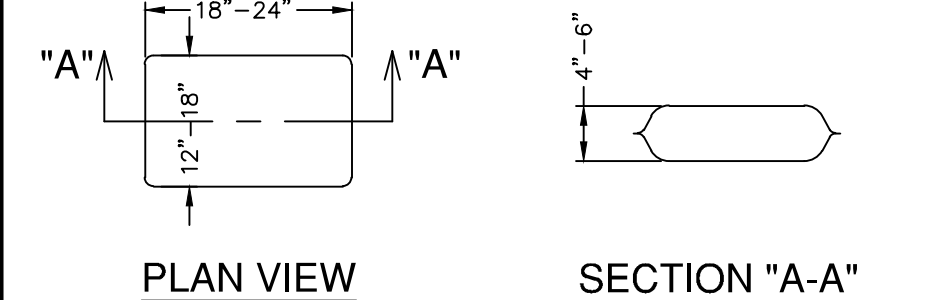 18"-24"
"A" "A"
12"-18"
4"-6"
PLAN VIEW
SECTION "A-A"